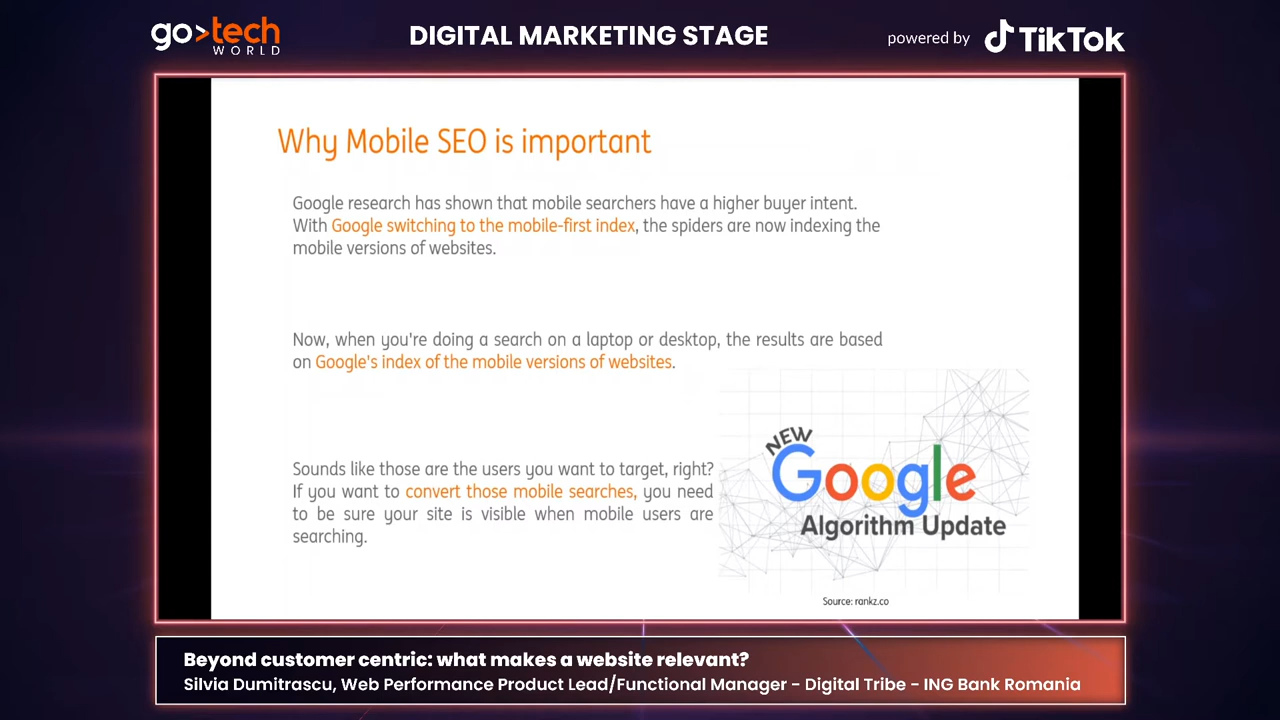 go>tech
WORLD
DIGITAL MARKETING STAGE
powered by
TikTok
Why Mobile SEO is important
Google research has shown that mobile searchers have a higher buyer intent.
With Google switching to the mobile-first index, the spiders are now indexing the
mobile versions of websites.
Now, when you're doing a search on a laptop or desktop, the results are based
on Google's index of the mobile versions of websites.
Sounds like those are the users you want to target, right?
If you want to convert those mobile searches, you need
to be sure your site is visible when mobile users are
searching.
NEW
Google
Algorithm Update
Source: rankz.co
Beyond customer centric: what makes a website relevant?
Silvia Dumitrascu, Web Performance Product Lead/Functional Manager - Digital Tribe - ING Bank Romania